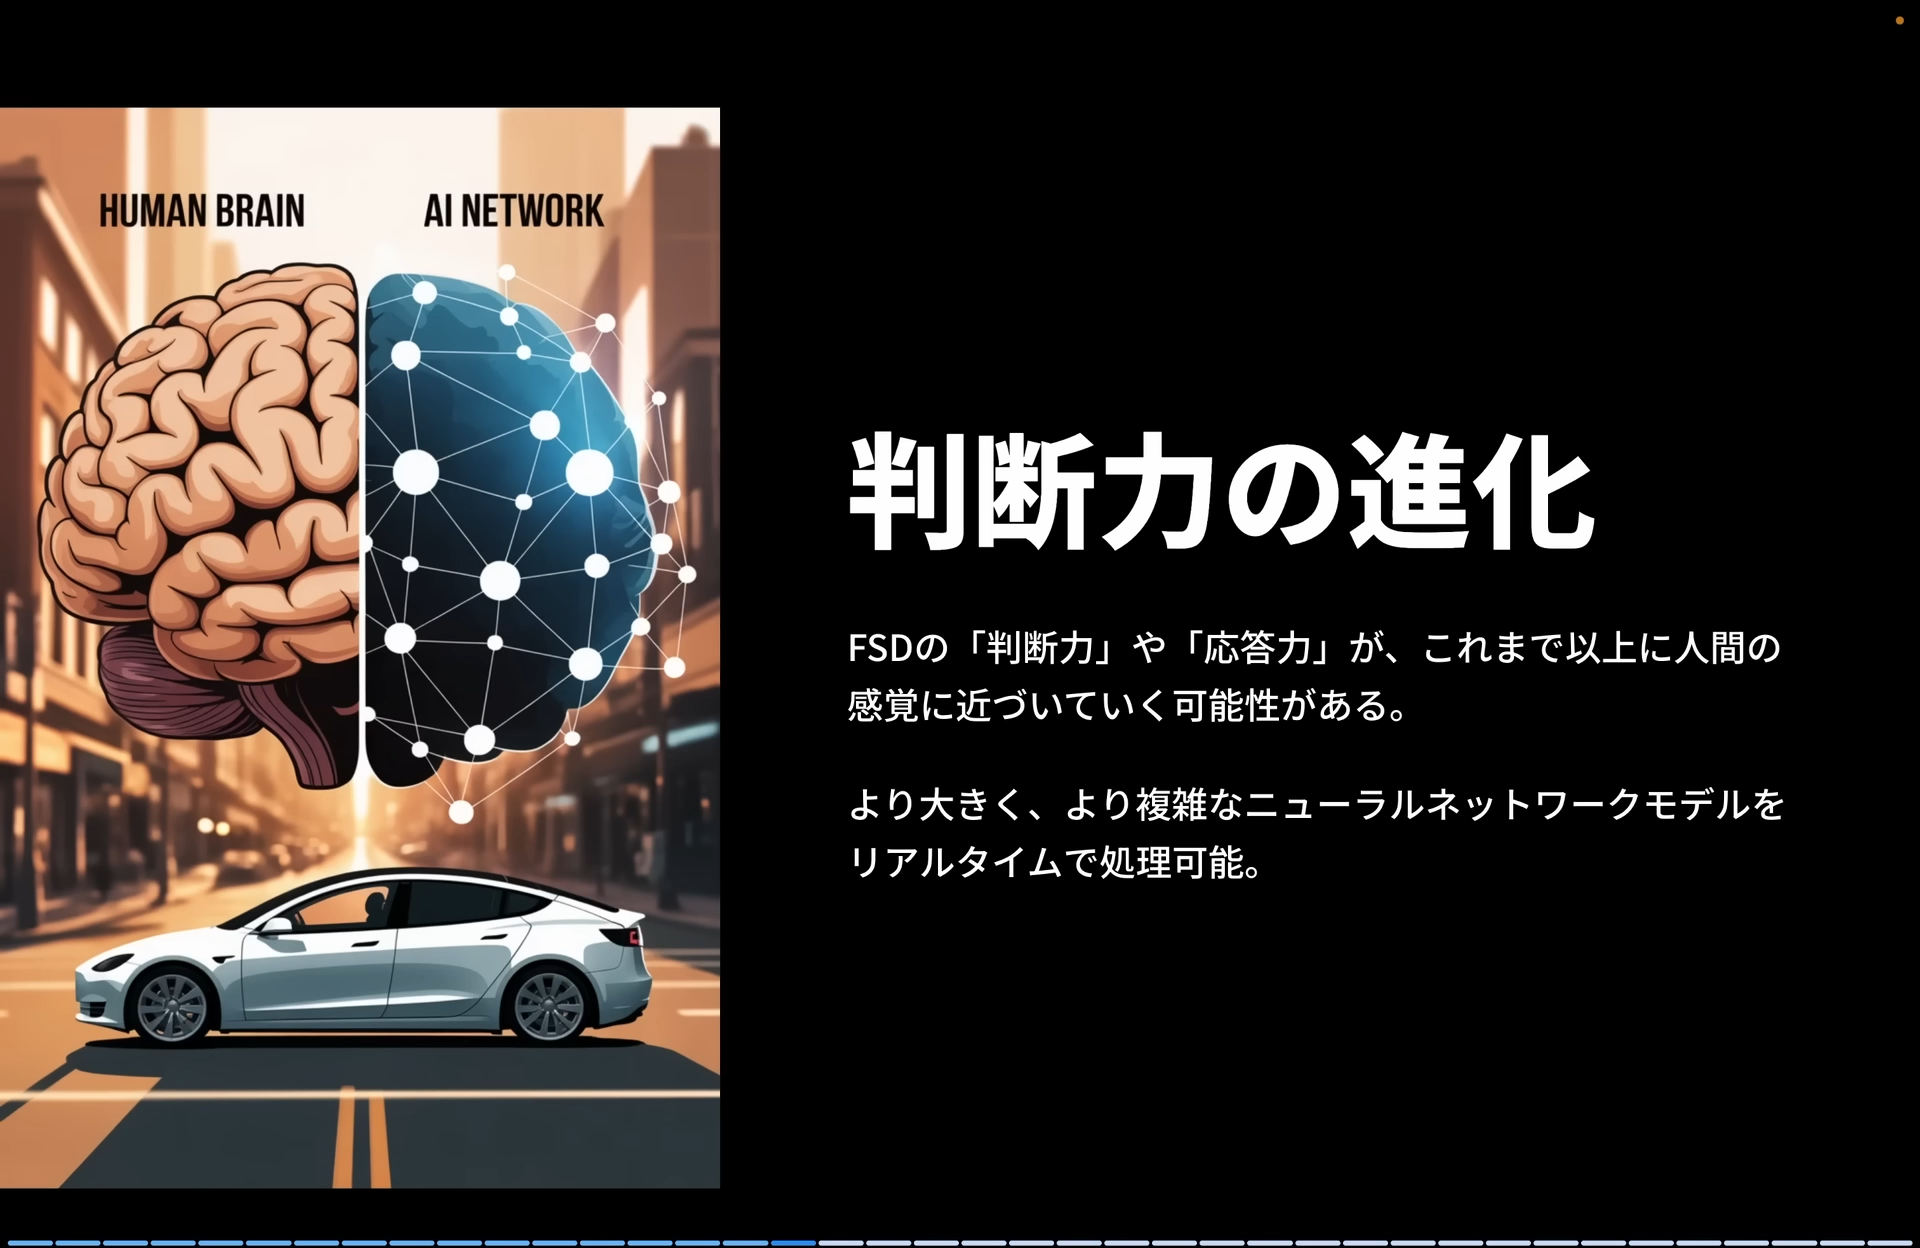 HUMAN BRAIN
AI NETWORK
判断力の進化
FSDの「判断力」や「応答力」が、これまで以上に人間の
感覚に近づいていく可能性がある。
より大きく、より複雑なニューラルネットワークモデルを
リアルタイムで処理可能。